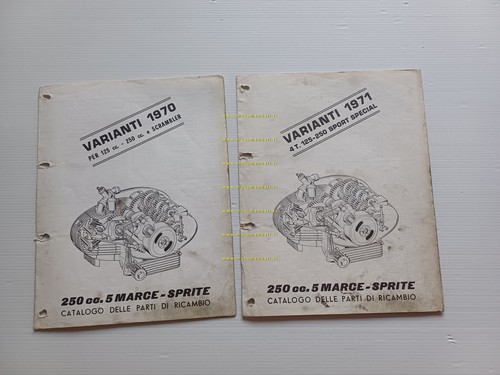 VARIANTI 1970
PER 125 cc. - 250 cc. e SCRAMBLER
250 cc. 5 MARCE - SPRITE
CATALOGO DELLE PARTI DI RICAMBIO
VARIANTI 1971
4T. 125-250 SPORT SPECIAL
250 cc. 5 MARCE - SPRITE
CATALOGO DELLE PARTI DI RICAMBIO